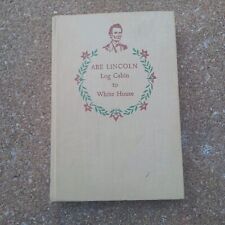 ABE LINCOLN
Log Cabin
to
White House